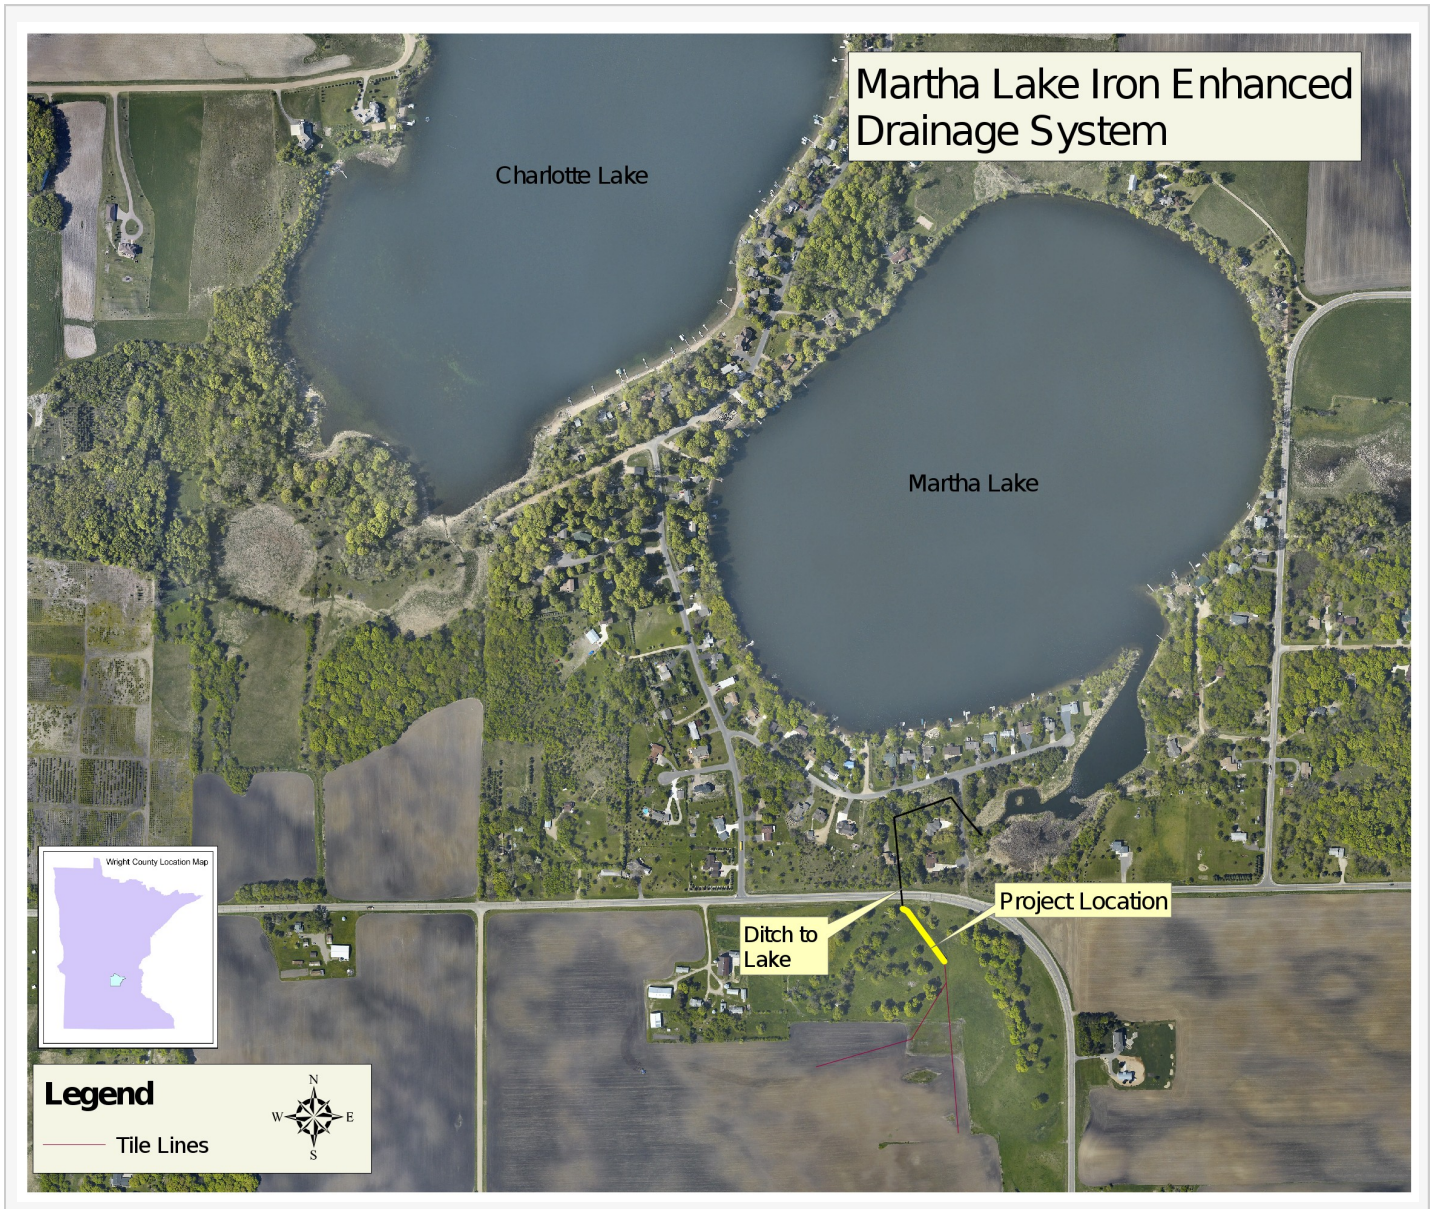 Martha Lake Iron Enhanced
Drainage System
Charlotte Lake
Martha Lake
Project Location
Ditch to
Lake
Wright County Location Map
Legend
Tile Lines
N
W
E
S